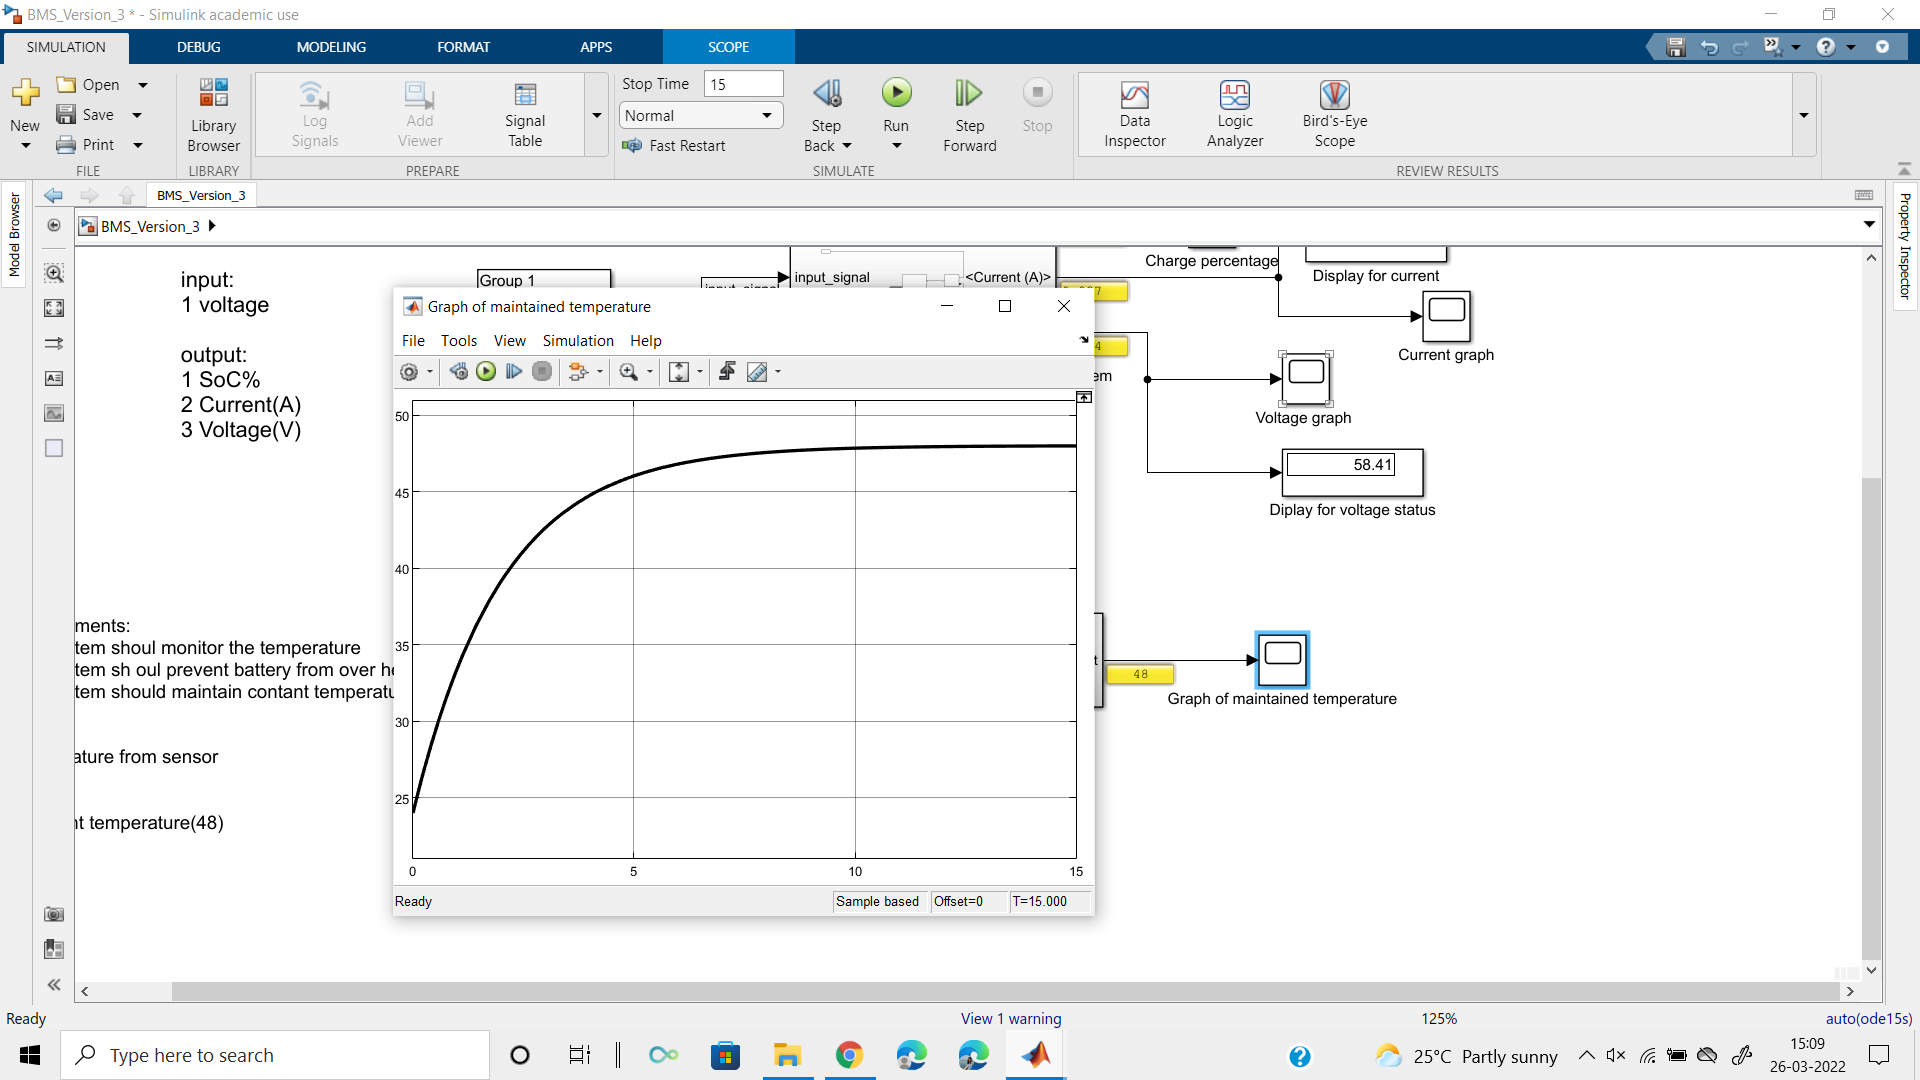 BMS_Version_3 * - Simulink academic use
SIMULATION
DEBUG
MODELING
FORMAT
APPS
SCOPE
New
Open
Save
Print
FILE
Library
Browser
LIBRARY
Log
Signals
Add
Viewer
Signal
Table
PREPARE
Stop Time 15
Normal
Fast Restart
Step
Back
Run
Step
Forward
Stop
SIMULATE
Data
Inspector
Logic
Analyzer
Bird's-Eye
Scope
REVIEW RESULTS
Model Browser
Property Inspector
BMS_Version_3
BMS_Version_3
input:
1 voltage
output:
1 SoC%
2 Current(A)
3 Voltage(V)
Group 1
input_signal
<Current (A)>
Charge percentage
Display for current
Current graph
Voltage graph
58.41
Diplay for voltage status
48
Graph of maintained temperature
ments:
tem shoul monitor the temperature
tem sh oul prevent battery from over he
tem should maintain contant temperatu
ature from sensor
nt temperature(48)
Graph of maintained temperature
File Tools View Simulation Help
50
45
40
35
30
25
0 5 10 15
Ready
Sample based
Offset=0
T=15.000
Ready
View 1 warning
125%
auto(ode15s)
Type here to search
25°C Partly sunny
15:09
26-03-2022